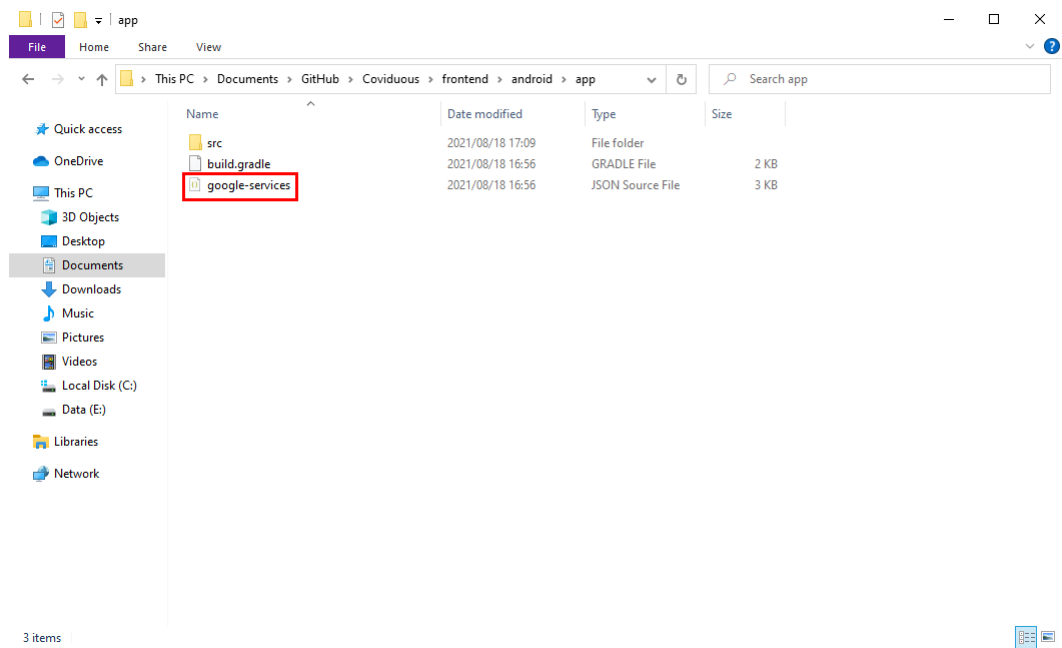 app
File Home Share View
This PC Documents GitHub Coviduous frontend android app Search app
Name Date modified Type Size
Quick access
OneDrive
This PC
3D Objects
Desktop
Documents
Downloads
Music
Pictures
Videos
Local Disk (C:)
Data (E:)
Libraries
Network
src 2021/08/18 17:09 File folder
build.gradle 2021/08/18 16:56 GRADLE File 2 KB
google-services 2021/08/18 16:56 JSON Source File 3 KB
3 items